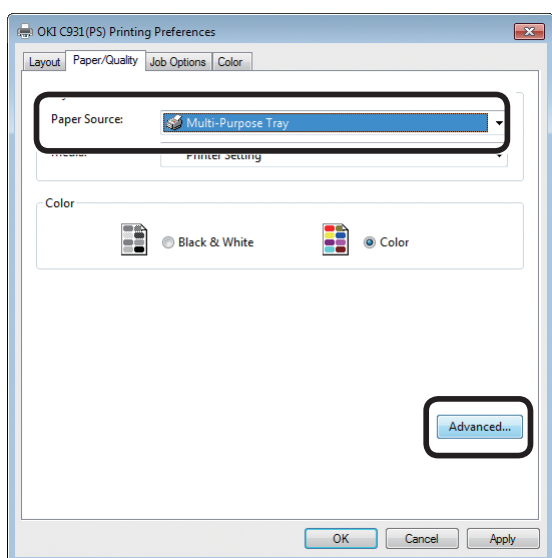 OKI C931(PS) Printing Preferences
Layout Paper/Quality Job Options Color
Paper Source: Multi-Purpose Tray
Media: Printer Setting
Color
Black & White Color
Advanced...
OK Cancel Apply